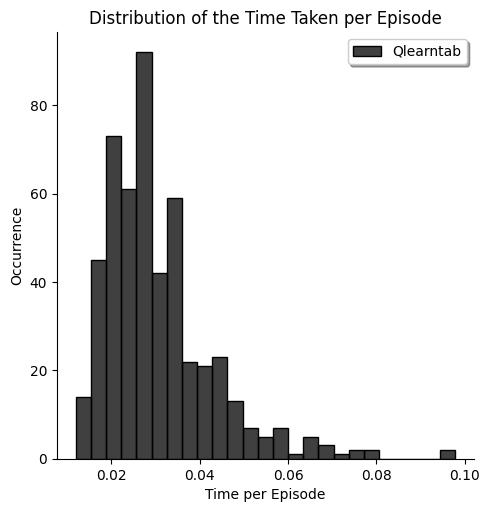 Distribution of the Time Taken per Episode
Qlearntab
80
60
40
20
0
Occurrence
0.02 0.04 0.06 0.08 0.10
Time per Episode